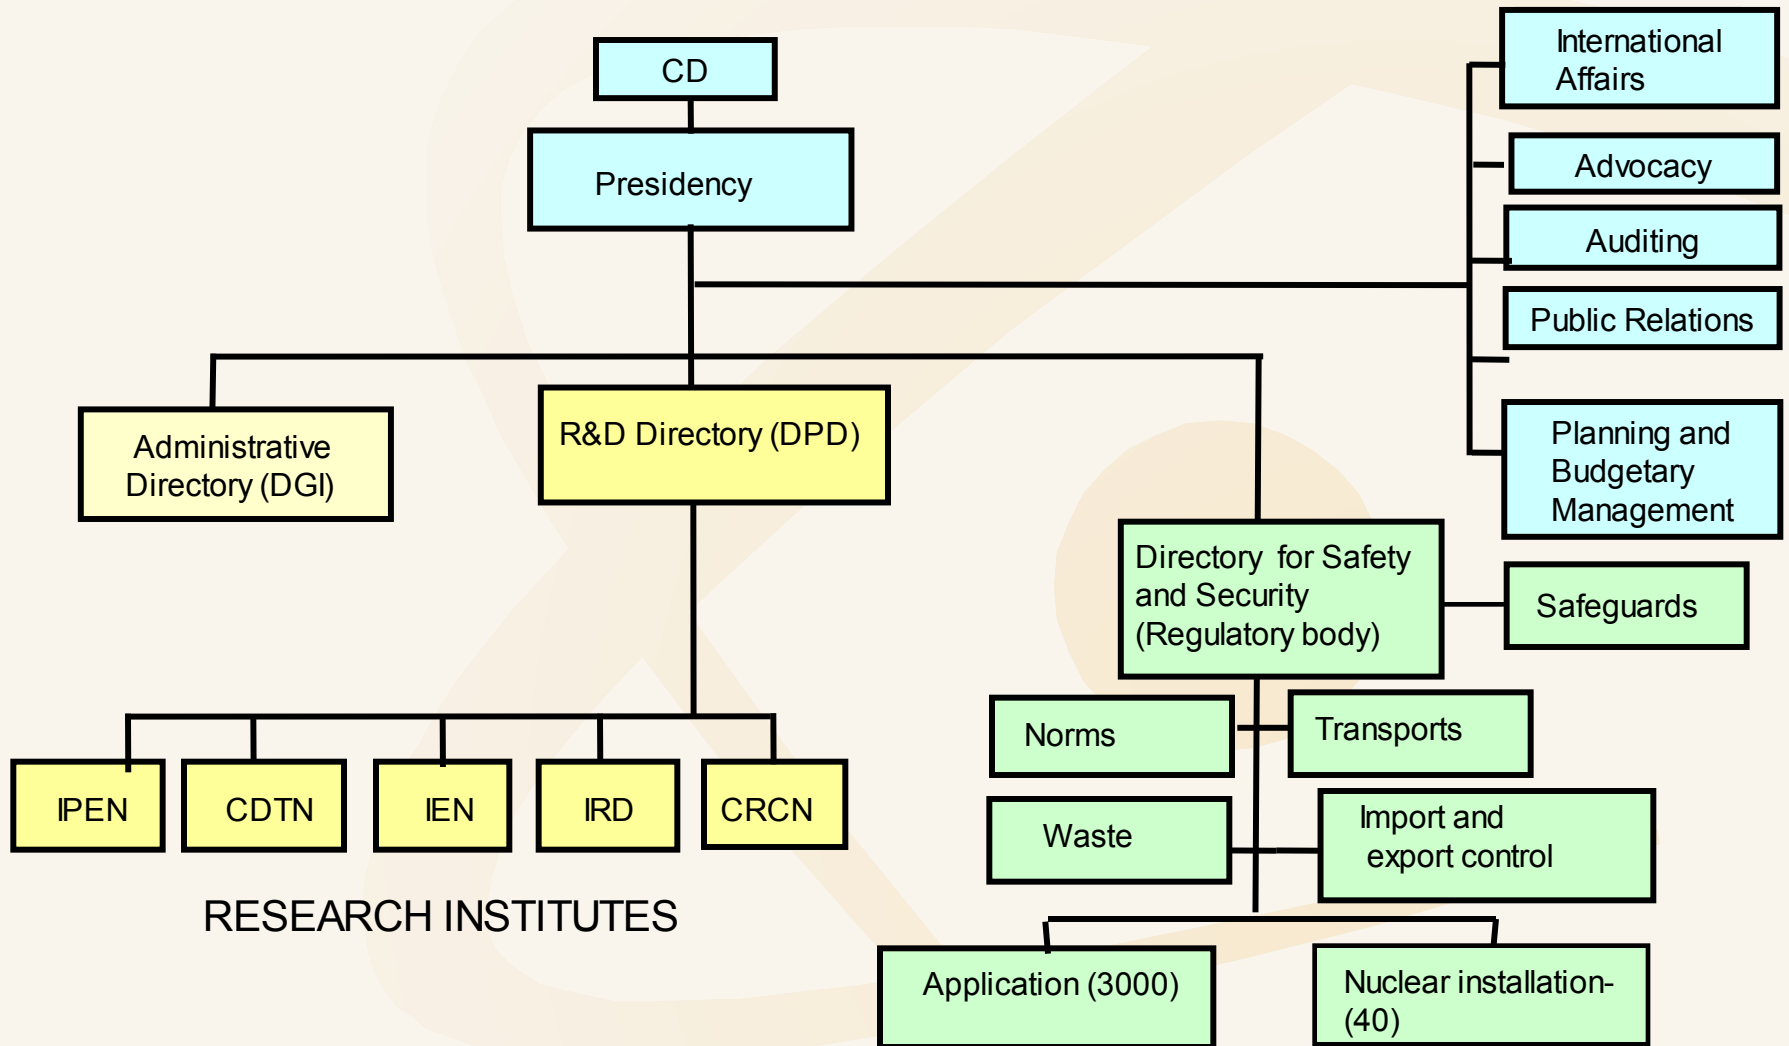 CD
Presidency
International
Affairs
Advocacy
Auditing
Public Relations
Planning and
Budgetary
Management
Administrative
Directory (DGI)
R&D Directory (DPD)
Directory for Safety
and Security
(Regulatory body)
Safeguards
Norms
Transports
Waste
Import and
export control
Application (3000)
Nuclear installation-
(40)
IPEN
CDTN
IEN
IRD
CRCN
RESEARCH INSTITUTES